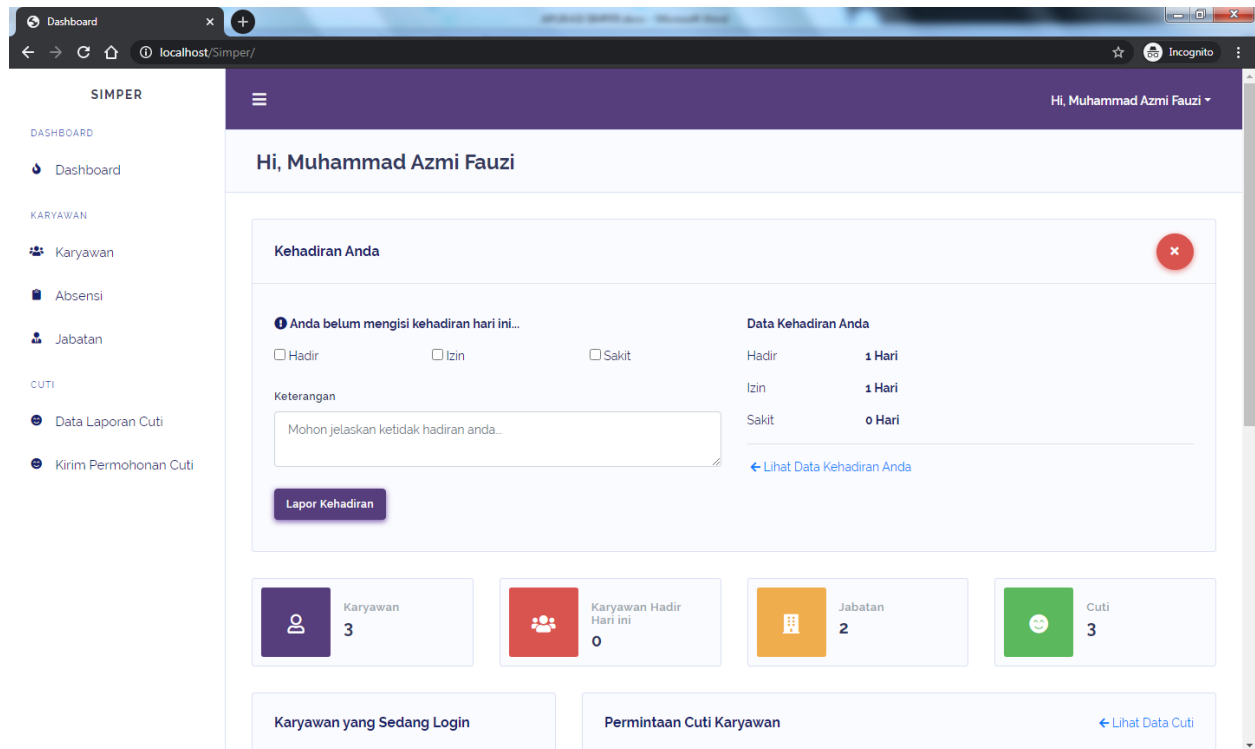 Dashboard
localhost/Simper/
Incognito
SIMPER
Hi, Muhammad Azmi Fauzi
DASHBOARD
Dashboard
KARYAWAN
Karyawan
Absensi
Jabatan
CUTI
Data Laporan Cuti
Kirim Permohonan Cuti
Hi, Muhammad Azmi Fauzi
Kehadiran Anda
Anda belum mengisi kehadiran hari ini...
Hadir Izin Sakit
Keterangan
Mohon jelaskan ketidak hadiran anda...
Lapor Kehadiran
Data Kehadiran Anda
Hadir 1 Hari
Izin 1 Hari
Sakit 0 Hari
Lihat Data Kehadiran Anda
Karyawan
3
Karyawan Hadir
Hari ini
0
Jabatan
2
Cuti
3
Karyawan yang Sedang Login
Permintaan Cuti Karyawan
Lihat Data Cuti